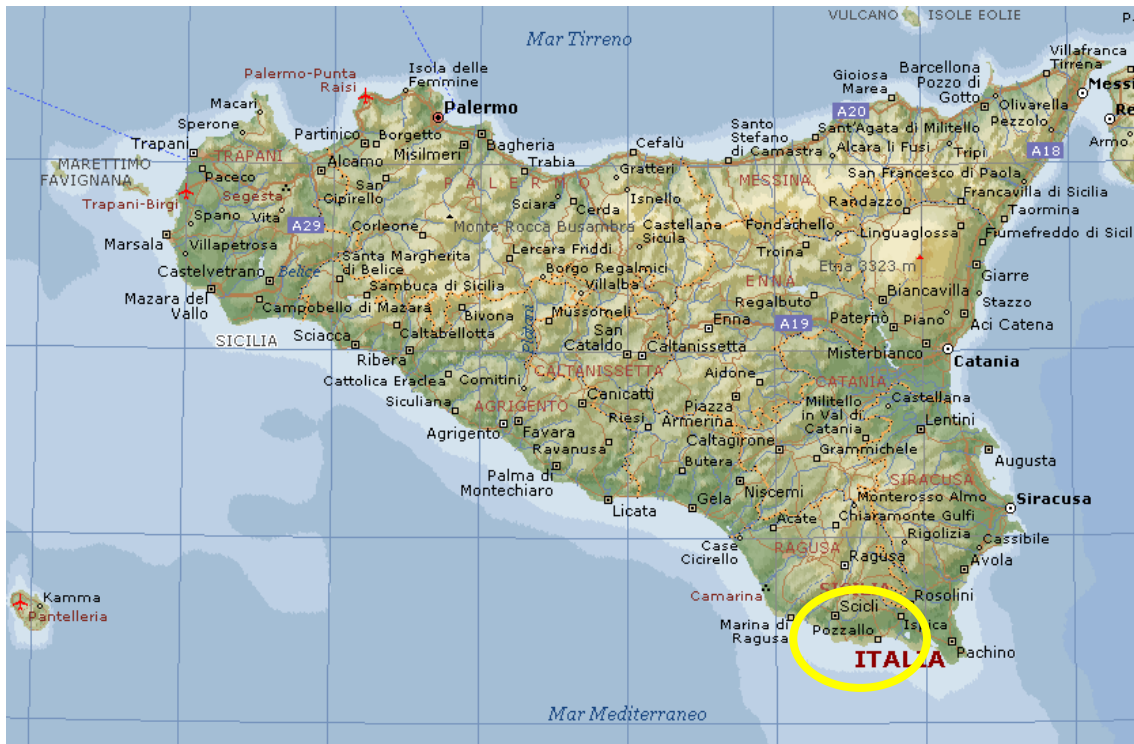 VULCANO
ISOLE EOLIE
P.
Mar Tirreno
Villafranca
Tirrena
Isola delle
Femmine
Palermo-Punta
Raisi
Barcellona
Pozzo di
Gotto
Gioiosa
Marea
Messi
Macari
Palermo
A20
Olivarella
Re
Sperone
Partinico
Borgetto
Santo
Stefano
di Camastra
Sant'Agata di Militello
Pezzolo
Trapani
Misilmeri
Bagheria
Cefalù
Alcara li Fusi
Tripi
A18
Armo
TRAPANI
MARETTIMO
FAVIGNANA
Alcamo
Trabia
Gratteri
San Francesco di Paola
Paceco
San
Cipirello
PALERMO
MESSINA
Francavilla di Sicilia
Trapani-Birgi
Segesta
Sciara
Isnello
Randazzo
Spano
Vita
Cerda
Taormina
A29
Corleone
Monte Rocca Busambra
Castellana
Sicula
Fondachello
Linguaglossa
Fiumefreddo di Sicil
Marsala
Villapetrosa
Lercara Friddi
Troina
Castelvetrano
Belice
Santa Margherita
di Belice
Borgo Regalmici
Etna 3323 m
Giarre
Sambuca di Sicilia
Villalba
ENNA
Mazara del
Vallo
Campobello di Mazara
Bivona
Mussomeli
Regalbuto
Biancavilla
Stazzo
Caltabellotta
Platani
Enna
A19
Paternò
Piano
Aci Catena
SICILIA
Sciacca
San
Cataldo
Caltanissetta
Misterbianco
Ribera
Catania
Cattolica Eraclea
Comitini
CALTANISSETTA
Aidone
CATANIA
Siculiana
AGRIGENTO
Canicattì
Piazza
Armerina
Militello
in Val di
Catania
Castellana
Agrigento
Favara
Riesi
Lentini
Ravanusa
Caltagirone
Grammichele
Palma di
Montechiaro
Butera
Augusta
SIRACUSA
Licata
Gela
Niscemi
Monterosso Almo
Siracusa
Acate
Chiaramonte Gulfi
Case
Cicirello
Rigolizia
Cassibile
RAGUSA
Ragusa
Avola
Kamma
Pantelleria
Camarina
SICILIA
Rosolini
Scicli
Marina di
Ragusa
Pozzallo
Ispica
Pachino
ITALIA
Mar Mediterraneo